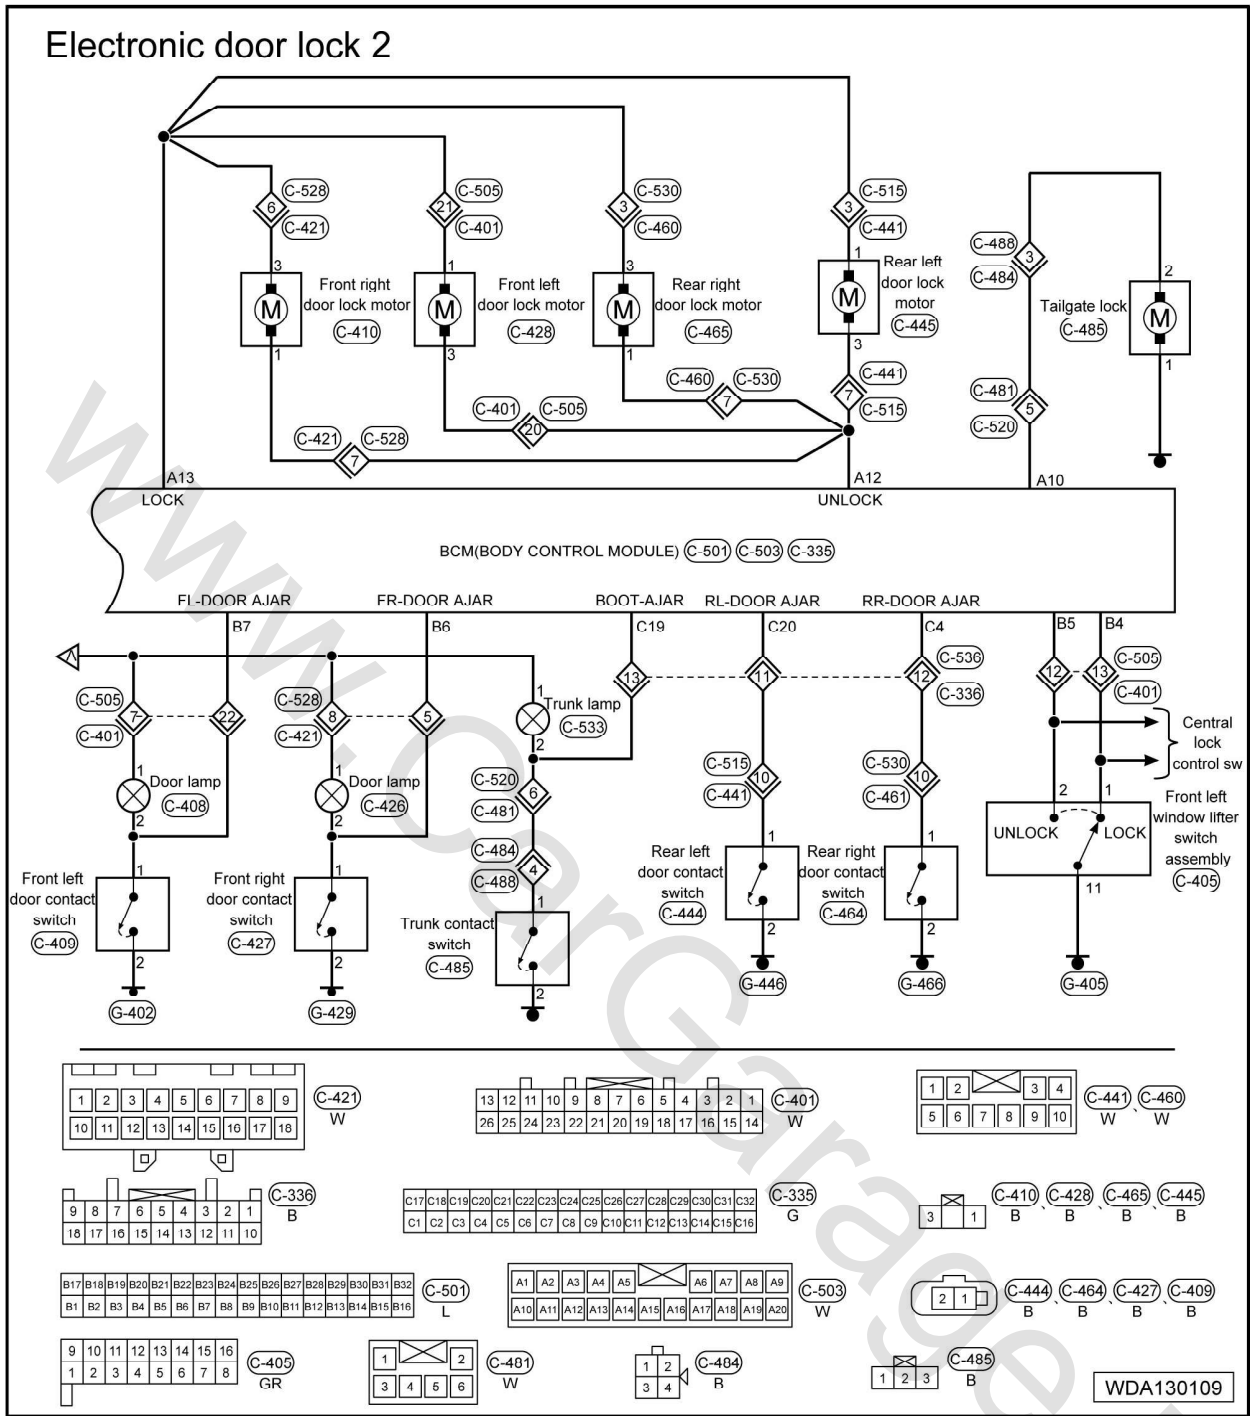 Electronic door lock 2
C-528 C-505 C-530 C-515
6 21 3 3
C-421 C-401 C-460 C-441
C-488
3
C-484
3 1 3 1 2
Front right
door lock motor
C-410
M
Front left
door lock motor
C-428
M
Rear right
door lock motor
C-465
M
Rear left
door lock
motor
C-445
M
Tailgate lock
C-485
M
1 3 1 3 1
C-460 C-530
7
C-441
7
C-515
C-481
5
C-520
C-401 C-505
20
C-421 C-528
7
A13 A12 A10
LOCK UNLOCK
BCM(BODY CONTROL MODULE) C-501 C-503 C-335
FL-DOOR AJAR FR-DOOR AJAR BOOT-AJAR RL-DOOR AJAR RR-DOOR AJAR
B7 B6 C19 C20 C4 B5 B4
C-505
7 22
C-401
C-528
8 5
C-421
13 11 12
C-536
C-336
12 13
C-505
C-401
1
Trunk lamp
C-533
2
Central
lock
control sw
1
Door lamp
C-408
2
1
Door lamp
C-426
2
C-520
6
C-481
C-515
10
C-441
C-530
10
C-461
2 1
UNLOCK LOCK
11
Front left
window lifter
switch
assembly
C-405
C-484
4
C-488
1
Front left
door contact
switch
C-409
2
1
Front right
door contact
switch
C-427
2
1
Trunk contact
switch
C-485
2
1
Rear left
door contact
switch
C-444
2
1
Rear right
door contact
switch
C-464
2
G-402 G-429 G-446 G-466 G-405
1 2 3 4 5 6 7 8 9
10 11 12 13 14 15 16 17 18
C-421
W
13 12 11 10 9 8 7 6 5 4 3 2 1
26 25 24 23 22 21 20 19 18 17 16 15 14
C-401
W
1 2 3 4
5 6 7 8 9 10
C-441 、 C-460
W W
9 8 7 6 5 4 3 2 1
18 17 16 15 14 13 12 11 10
C-336
B
C17 C18 C19 C20 C21 C22 C23 C24 C25 C26 C27 C28 C29 C30 C31 C32
C1 C2 C3 C4 C5 C6 C7 C8 C9 C10 C11 C12 C13 C14 C15 C16
C-335
G
3 1
C-410 、 C-428 、 C-465 、 C-445
B B B B
B17 B18 B19 B20 B21 B22 B23 B24 B25 B26 B27 B28 B29 B30 B31 B32
B1 B2 B3 B4 B5 B6 B7 B8 B9 B10 B11 B12 B13 B14 B15 B16
C-501
L
A1 A2 A3 A4 A5 A6 A7 A8 A9
A10 A11 A12 A13 A14 A15 A16 A17 A18 A19 A20
C-503
W
2 1
C-444 、 C-464 、 C-427 、 C-409
B B B B
9 10 11 12 13 14 15 16
1 2 3 4 5 6 7 8
C-405
GR
1 2
3 4 5 6
C-481
W
1 2
3 4
C-484
B
1 2 3
C-485
B
WDA130109